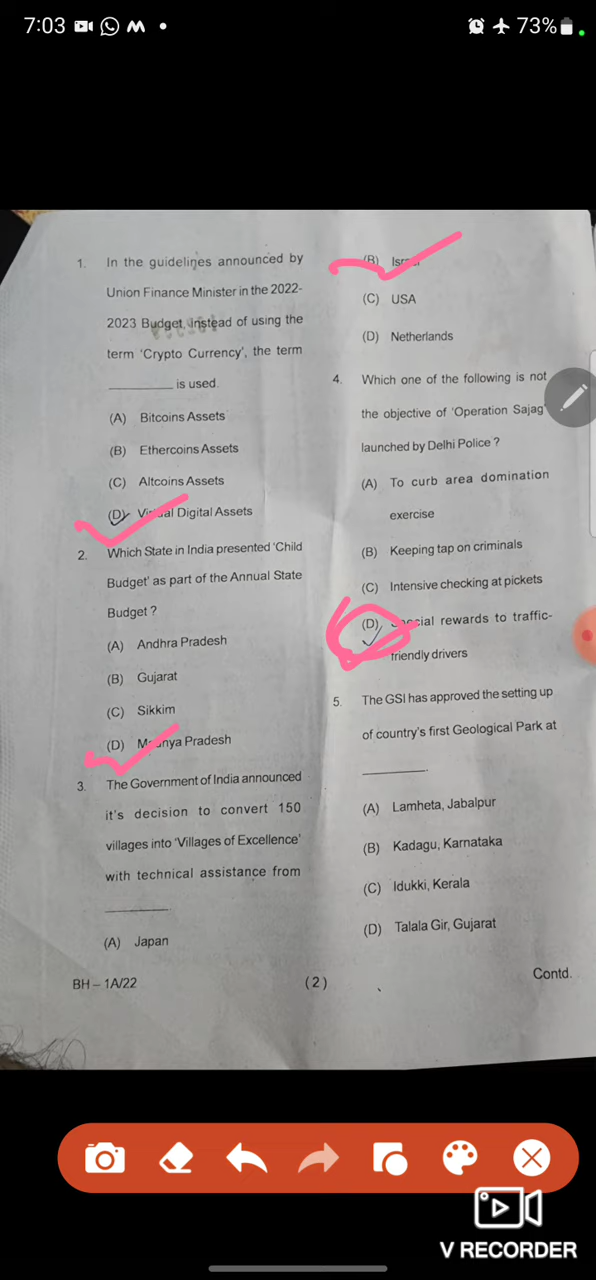 7:03
73%
1. In the guidelines announced by
Union Finance Minister in the 2022-
2023 Budget, instead of using the
term 'Crypto Currency', the term
________ is used.
(A) Bitcoins Assets
(B) Ethercoins Assets
(C) Altcoins Assets
(D) Virtual Digital Assets
2. Which State in India presented 'Child
Budget' as part of the Annual State
Budget ?
(A) Andhra Pradesh
(B) Gujarat
(C) Sikkim
(D) Madhya Pradesh
3. The Government of India announced
it's decision to convert 150
villages into 'Villages of Excellence'
with technical assistance from
________.
(A) Japan
BH – 1A/22
(B) Israel
(C) USA
(D) Netherlands
4. Which one of the following is not
the objective of 'Operation Sajag'
launched by Delhi Police ?
(A) To curb area domination
exercise
(B) Keeping tap on criminals
(C) Intensive checking at pickets
(D) Special rewards to traffic-
friendly drivers
5. The GSI has approved the setting up
of country's first Geological Park at
________.
(A) Lamheta, Jabalpur
(B) Kadagu, Karnataka
(C) Idukki, Kerala
(D) Talala Gir, Gujarat
(2)
Contd.
V RECORDER